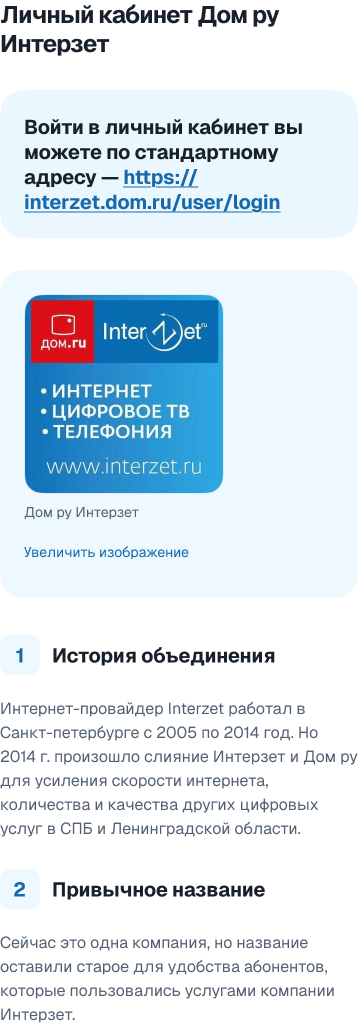 Личный кабинет Дом ру
Интерзет
Войти в личный кабинет вы
можете по стандартному
адресу — https://
interzet.dom.ru/user/login
дом.ru
InterZet.ru
• ИНТЕРНЕТ
• ЦИФРОВОЕ ТВ
• ТЕЛЕФОНИЯ
www.interzet.ru
Дом ру Интерзет
Увеличить изображение
1 История объединения
Интернет-провайдер Interzet работал в
Санкт-петербурге с 2005 по 2014 год. Но
2014 г. произошло слияние Интерзет и Дом ру
для усиления скорости интернета,
количества и качества других цифровых
услуг в СПБ и Ленинградской области.
2 Привычное название
Сейчас это одна компания, но название
оставили старое для удобства абонентов,
которые пользовались услугами компании
Интерзет.